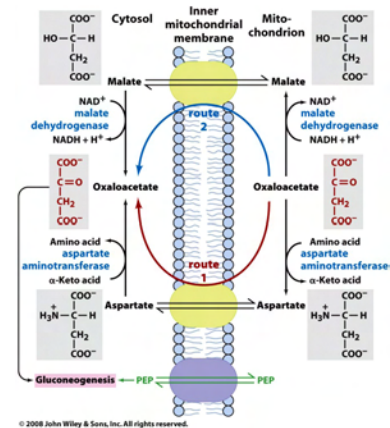 Cytosol
Inner
mitochondrial
membrane
Mito-
chondrion
COO⁻
HO—C—H
CH₂
COO⁻
COO⁻
HO—C—H
CH₂
COO⁻
Malate
Malate
NAD⁺
malate
dehydrogenase
NADH + H⁺
route
2
NAD⁺
malate
dehydrogenase
NADH + H⁺
COO⁻
C=O
CH₂
COO⁻
Oxaloacetate
Oxaloacetate
COO⁻
C=O
CH₂
COO⁻
Amino acid
aspartate
aminotransferase
α-Keto acid
route
1
Amino acid
aspartate
aminotransferase
α-Keto acid
COO⁻
H₃N⁺—C—H
CH₂
COO⁻
Aspartate
Aspartate
COO⁻
H₃N⁺—C—H
CH₂
COO⁻
Gluconeogenesis
PEP
PEP
© 2008 John Wiley & Sons, Inc. All rights reserved.